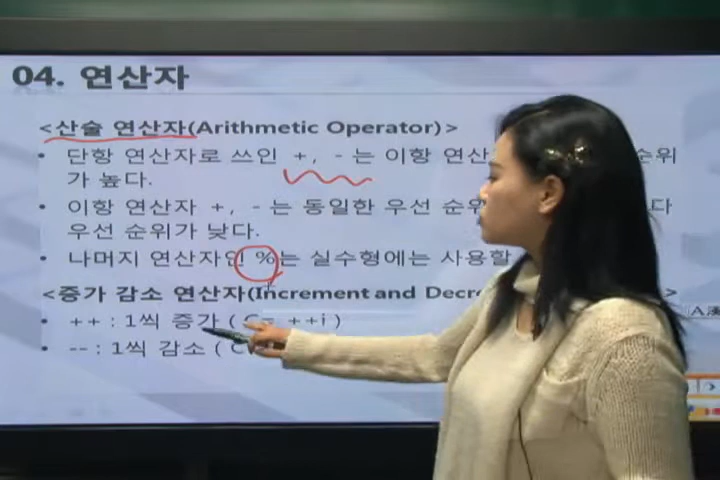 04. 연산자
<산술 연산자(Arithmetic Operator)>
• 단항 연산자로 쓰인 +, - 는 이항 순위
가 높다.
• 이항 연산자 +, - 는 동일한 우선
우선 순위가 낮다.
• 나머지 연산자인 %는 실수형에는 사용할
<증가 감소 연산자(Increment and >
• ++ : 1씩 증가 ( C= ++i )
• -- : 1씩 감소 (